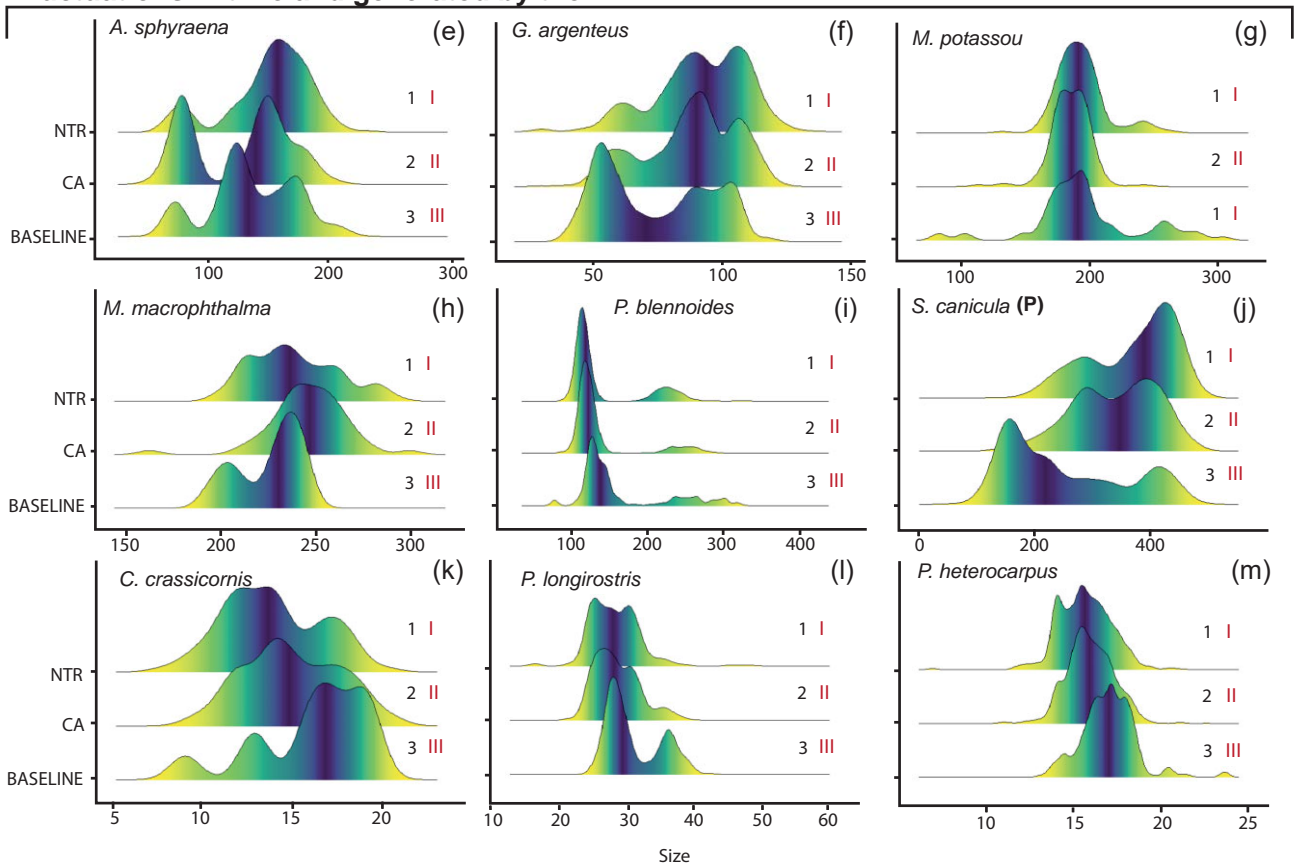 generated by the
A. sphyraena (e)
1 I
NTR
2 II
CA
3 III
BASELINE
100 200 300
G. argenteus (f)
1 I
2 II
3 III
50 100 150
M. potassou (g)
1 I
2 II
1 I
100 200 300
M. macrophthalma (h)
1 I
NTR
2 II
CA
3 III
BASELINE
150 200 250 300
P. blennoides (i)
1 I
2 II
3 III
100 200 300 400
S. canicula (P) (j)
1 I
2 II
3 III
0 200 400
C. crassicornis (k)
1 I
NTR
2 II
CA
3 III
BASELINE
5 10 15 20
P. longirostris (l)
1 I
2 II
3 III
10 20 30 40 50 60
P. heterocarpus (m)
1 I
2 II
3 III
10 15 20 25
Size